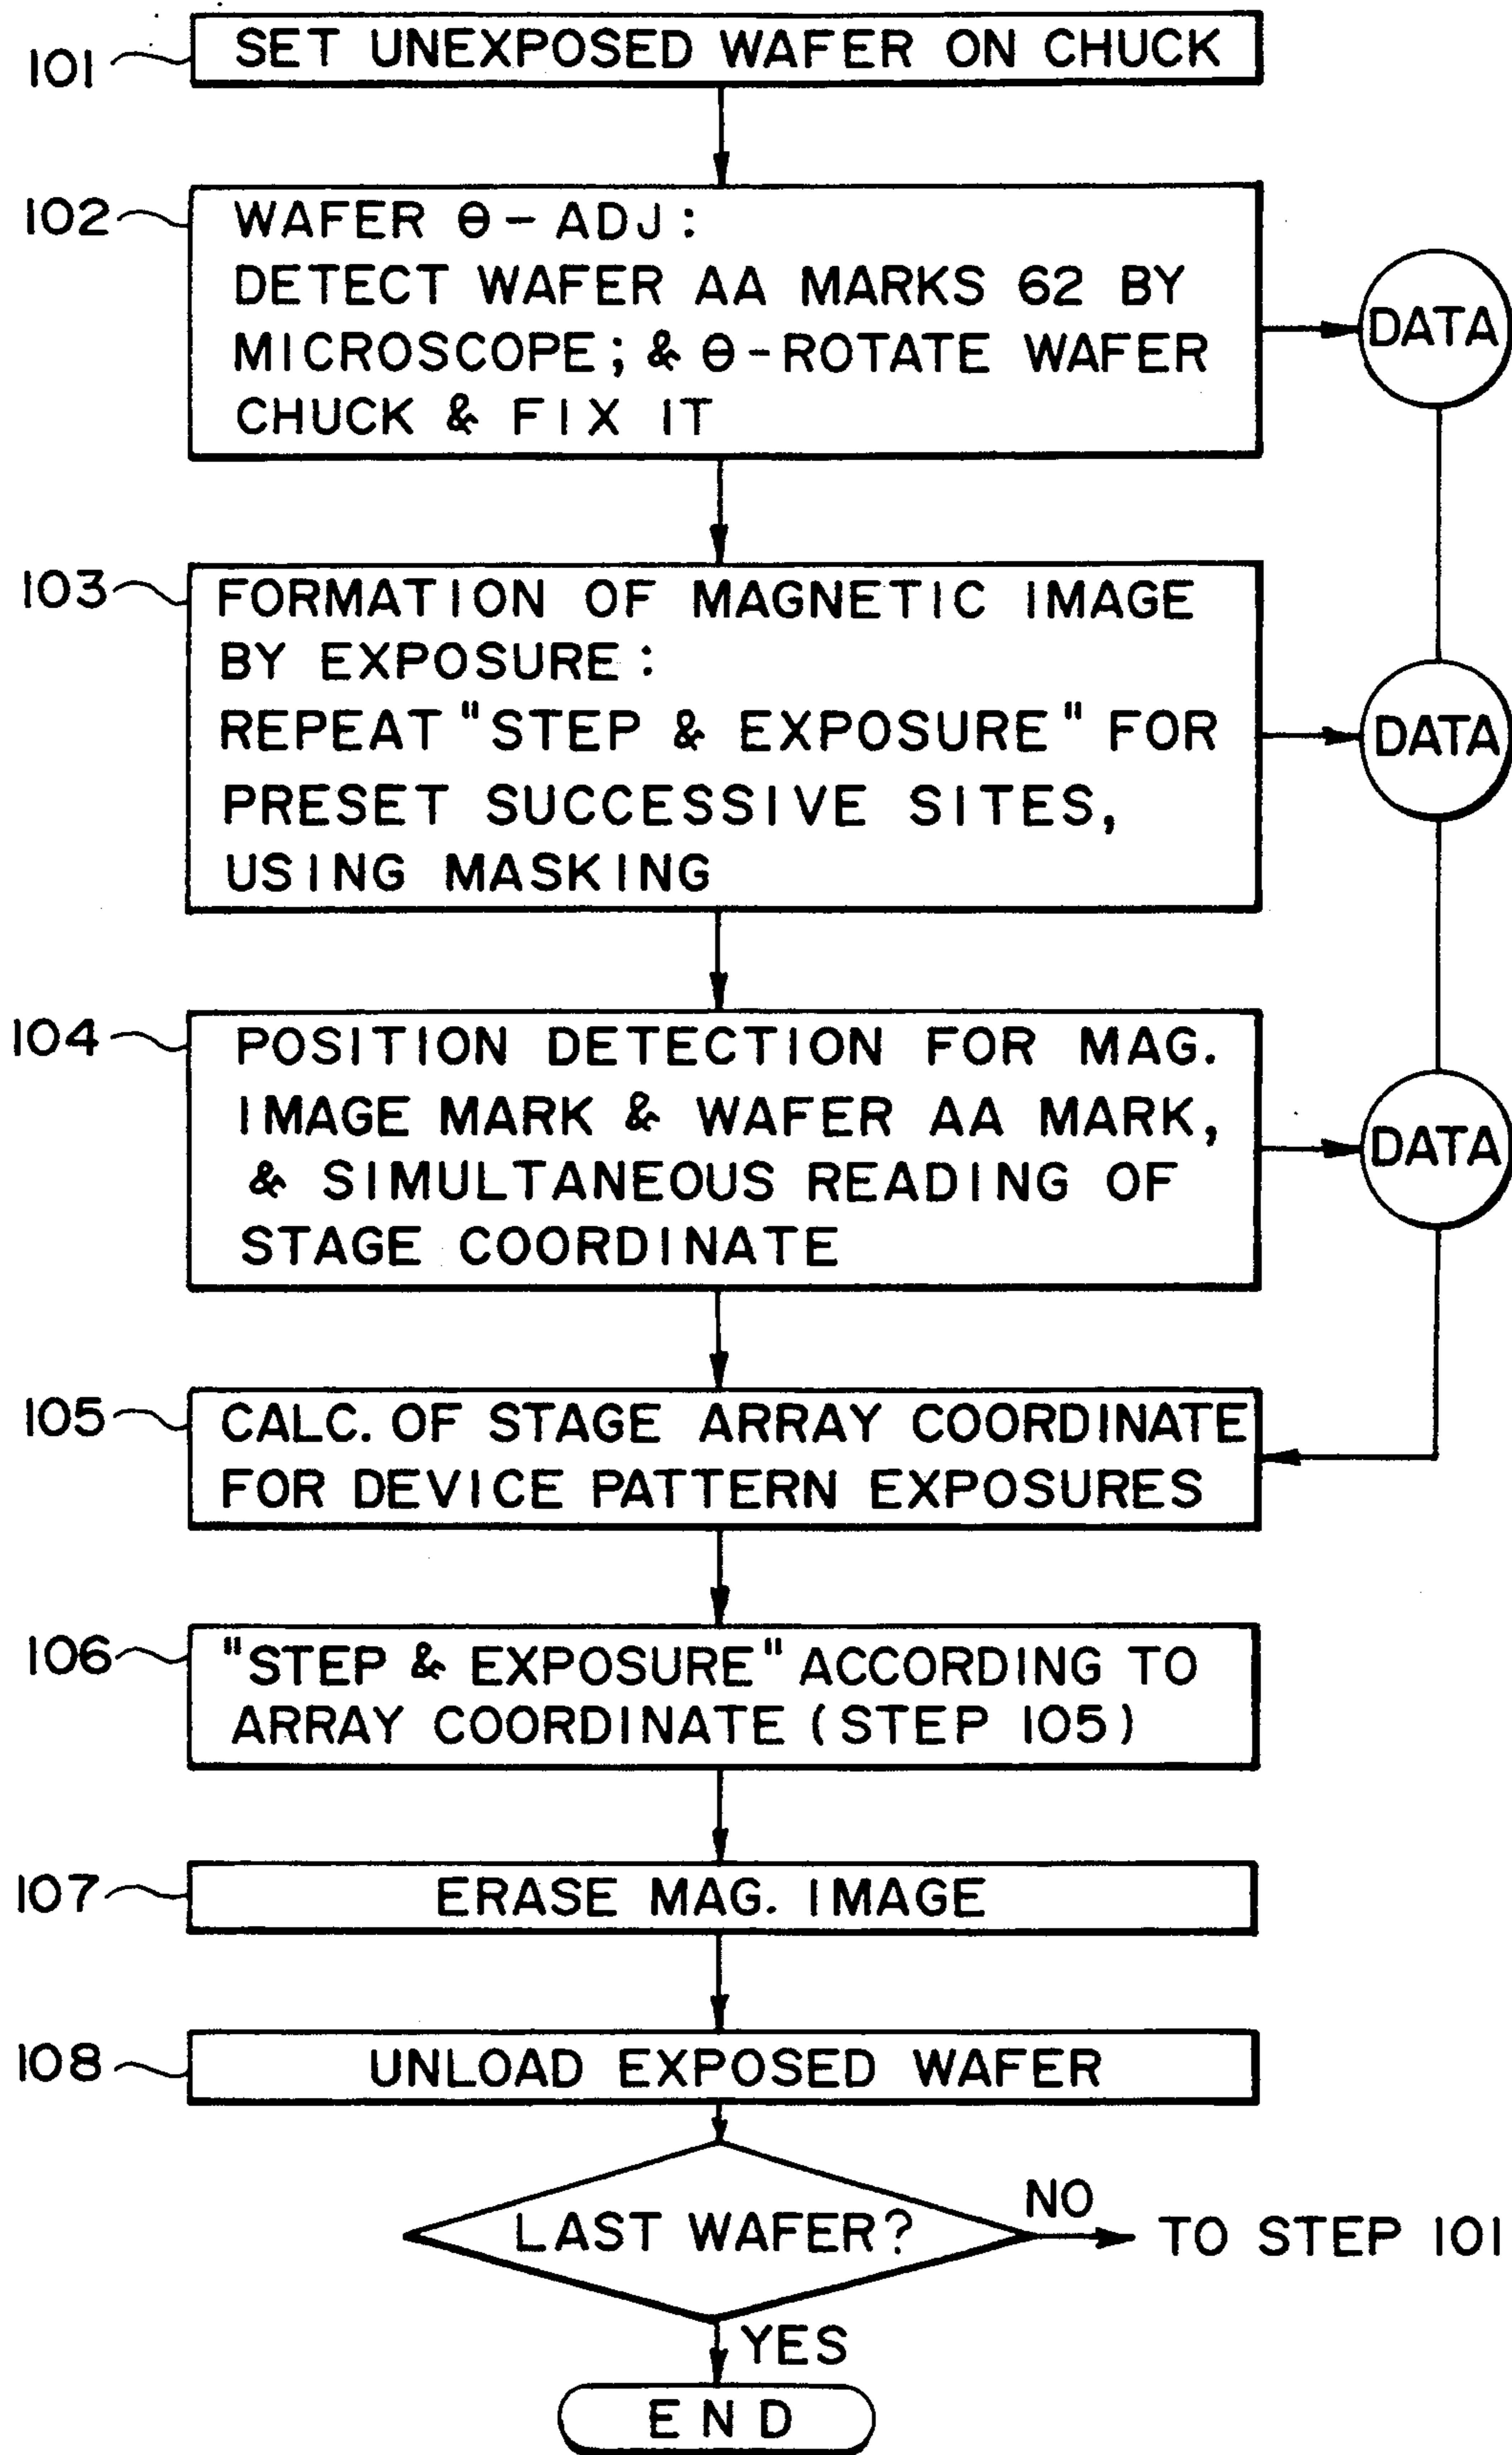 101
SET UNEXPOSED WAFER ON CHUCK
102
WAFER Θ-ADJ:
DETECT WAFER AA MARKS 62 BY
MICROSCOPE; & Θ-ROTATE WAFER
CHUCK & FIX IT
DATA
103
FORMATION OF MAGNETIC IMAGE
BY EXPOSURE:
REPEAT "STEP & EXPOSURE" FOR
PRESET SUCCESSIVE SITES,
USING MASKING
DATA
104
POSITION DETECTION FOR MAG.
IMAGE MARK & WAFER AA MARK,
& SIMULTANEOUS READING OF
STAGE COORDINATE
DATA
105
CALC. OF STAGE ARRAY COORDINATE
FOR DEVICE PATTERN EXPOSURES
106
"STEP & EXPOSURE" ACCORDING TO
ARRAY COORDINATE (STEP 105)
107
ERASE MAG. IMAGE
108
UNLOAD EXPOSED WAFER
LAST WAFER?
NO
TO STEP 101
YES
END